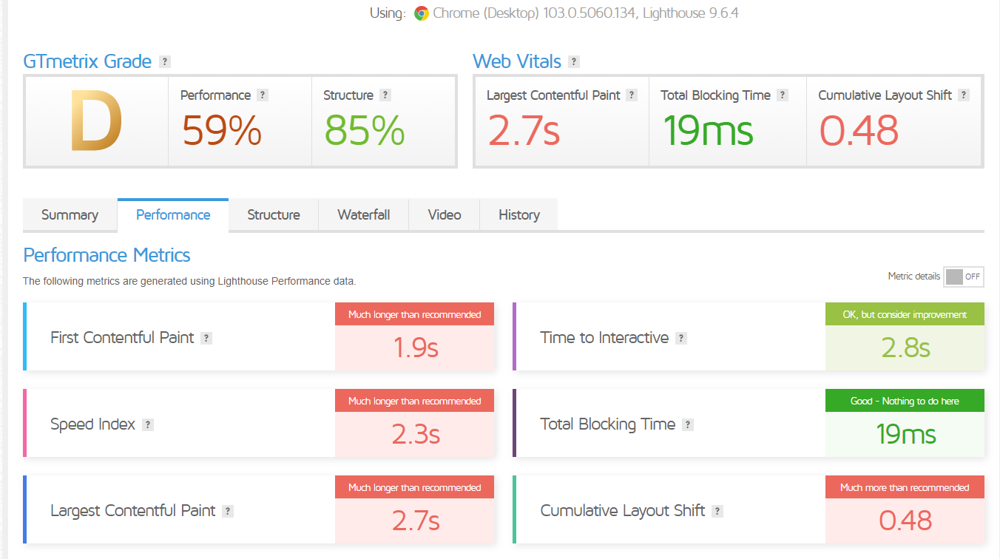 Using: Chrome (Desktop) 103.0.5060.134, Lighthouse 9.6.4
GTmetrix Grade ?
Web Vitals ?
D
Performance ?
59%
Structure ?
85%
Largest Contentful Paint ?
2.7s
Total Blocking Time ?
19ms
Cumulative Layout Shift ?
0.48
Summary
Performance
Structure
Waterfall
Video
History
Performance Metrics
The following metrics are generated using Lighthouse Performance data.
Metric details OFF
First Contentful Paint ?
Much longer than recommended
1.9s
Time to Interactive ?
OK, but consider improvement
2.8s
Speed Index ?
Much longer than recommended
2.3s
Total Blocking Time ?
Good - Nothing to do here
19ms
Largest Contentful Paint ?
Much longer than recommended
2.7s
Cumulative Layout Shift ?
Much more than recommended
0.48